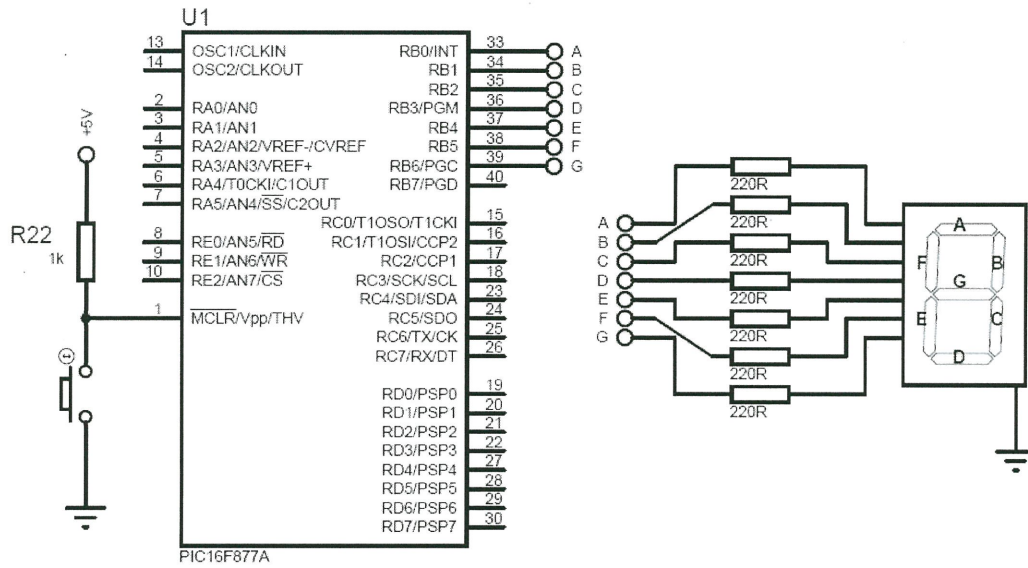 U1
13 OSC1/CLKIN
14 OSC2/CLKOUT
2 RA0/AN0
3 RA1/AN1
4 RA2/AN2/VREF-/CVREF
5 RA3/AN3/VREF+
6 RA4/T0CKI/C1OUT
7 RA5/AN4/SS/C2OUT
8 RE0/AN5/RD
9 RE1/AN6/WR
10 RE2/AN7/CS
1 MCLR/Vpp/THV
RB0/INT 33 A
RB1 34 B
RB2 35 C
RB3/PGM 36 D
RB4 37 E
RB5 38 F
RB6/PGC 39 G
RB7/PGD 40
RC0/T1OSO/T1CKI 15
RC1/T1OSI/CCP2 16
RC2/CCP1 17
RC3/SCK/SCL 18
RC4/SDI/SDA 23
RC5/SDO 24
RC6/TX/CK 25
RC7/RX/DT 26
RD0/PSP0 19
RD1/PSP1 20
RD2/PSP2 21
RD3/PSP3 22
RD4/PSP4 27
RD5/PSP5 28
RD6/PSP6 29
RD7/PSP7 30
PIC16F877A
+5V
R22
1k
A
B
C
D
E
F
G
220R
220R
220R
220R
220R
220R
220R
A
F B
G
E C
D